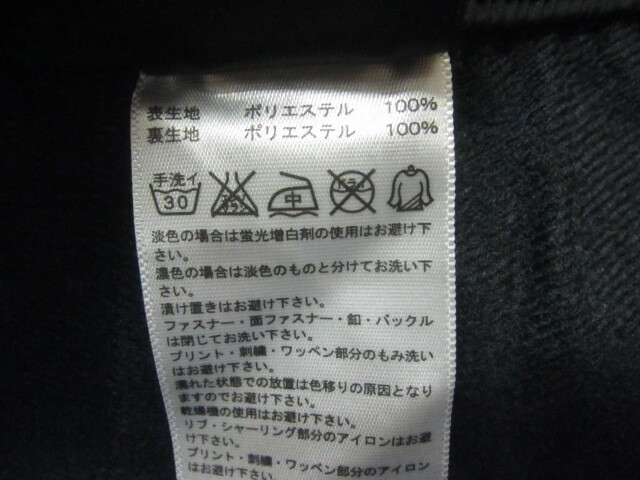 表生地 ポリエステル 100%
裏生地 ポリエステル 100%
手洗イ
30
エンソサラシ
中
ドライ
淡色の場合は蛍光増白剤の使用はお避け下
さい。
濃色の場合は淡色のものと分けてお洗い下
さい。
漬け置きはお避け下さい。
ファスナー・面ファスナー・釦・バックル
は閉じてお洗い下さい。
プリント・刺繍・ワッペン部分のもみ洗い
はお避け下さい。
濡れた状態での放置は色移りの原因となり
ますのでお避け下さい。
乾燥機の使用はお避け下さい。
リブ・シャーリング部分のアイロンはお避
け下さい。
プリント・刺繍・ワッペン部分のアイロン
はお避け下さい。